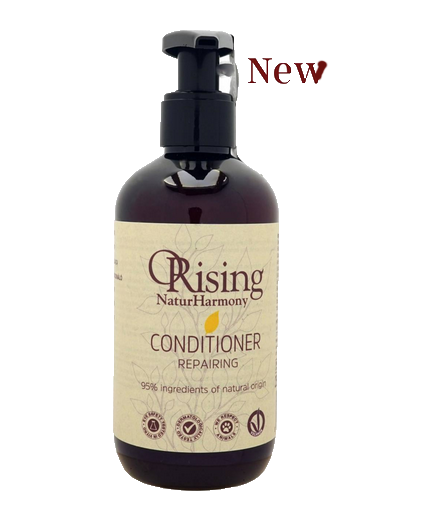 New
ORising
NaturHarmony
CONDITIONER
REPAIRING
95% ingredients of natural origin